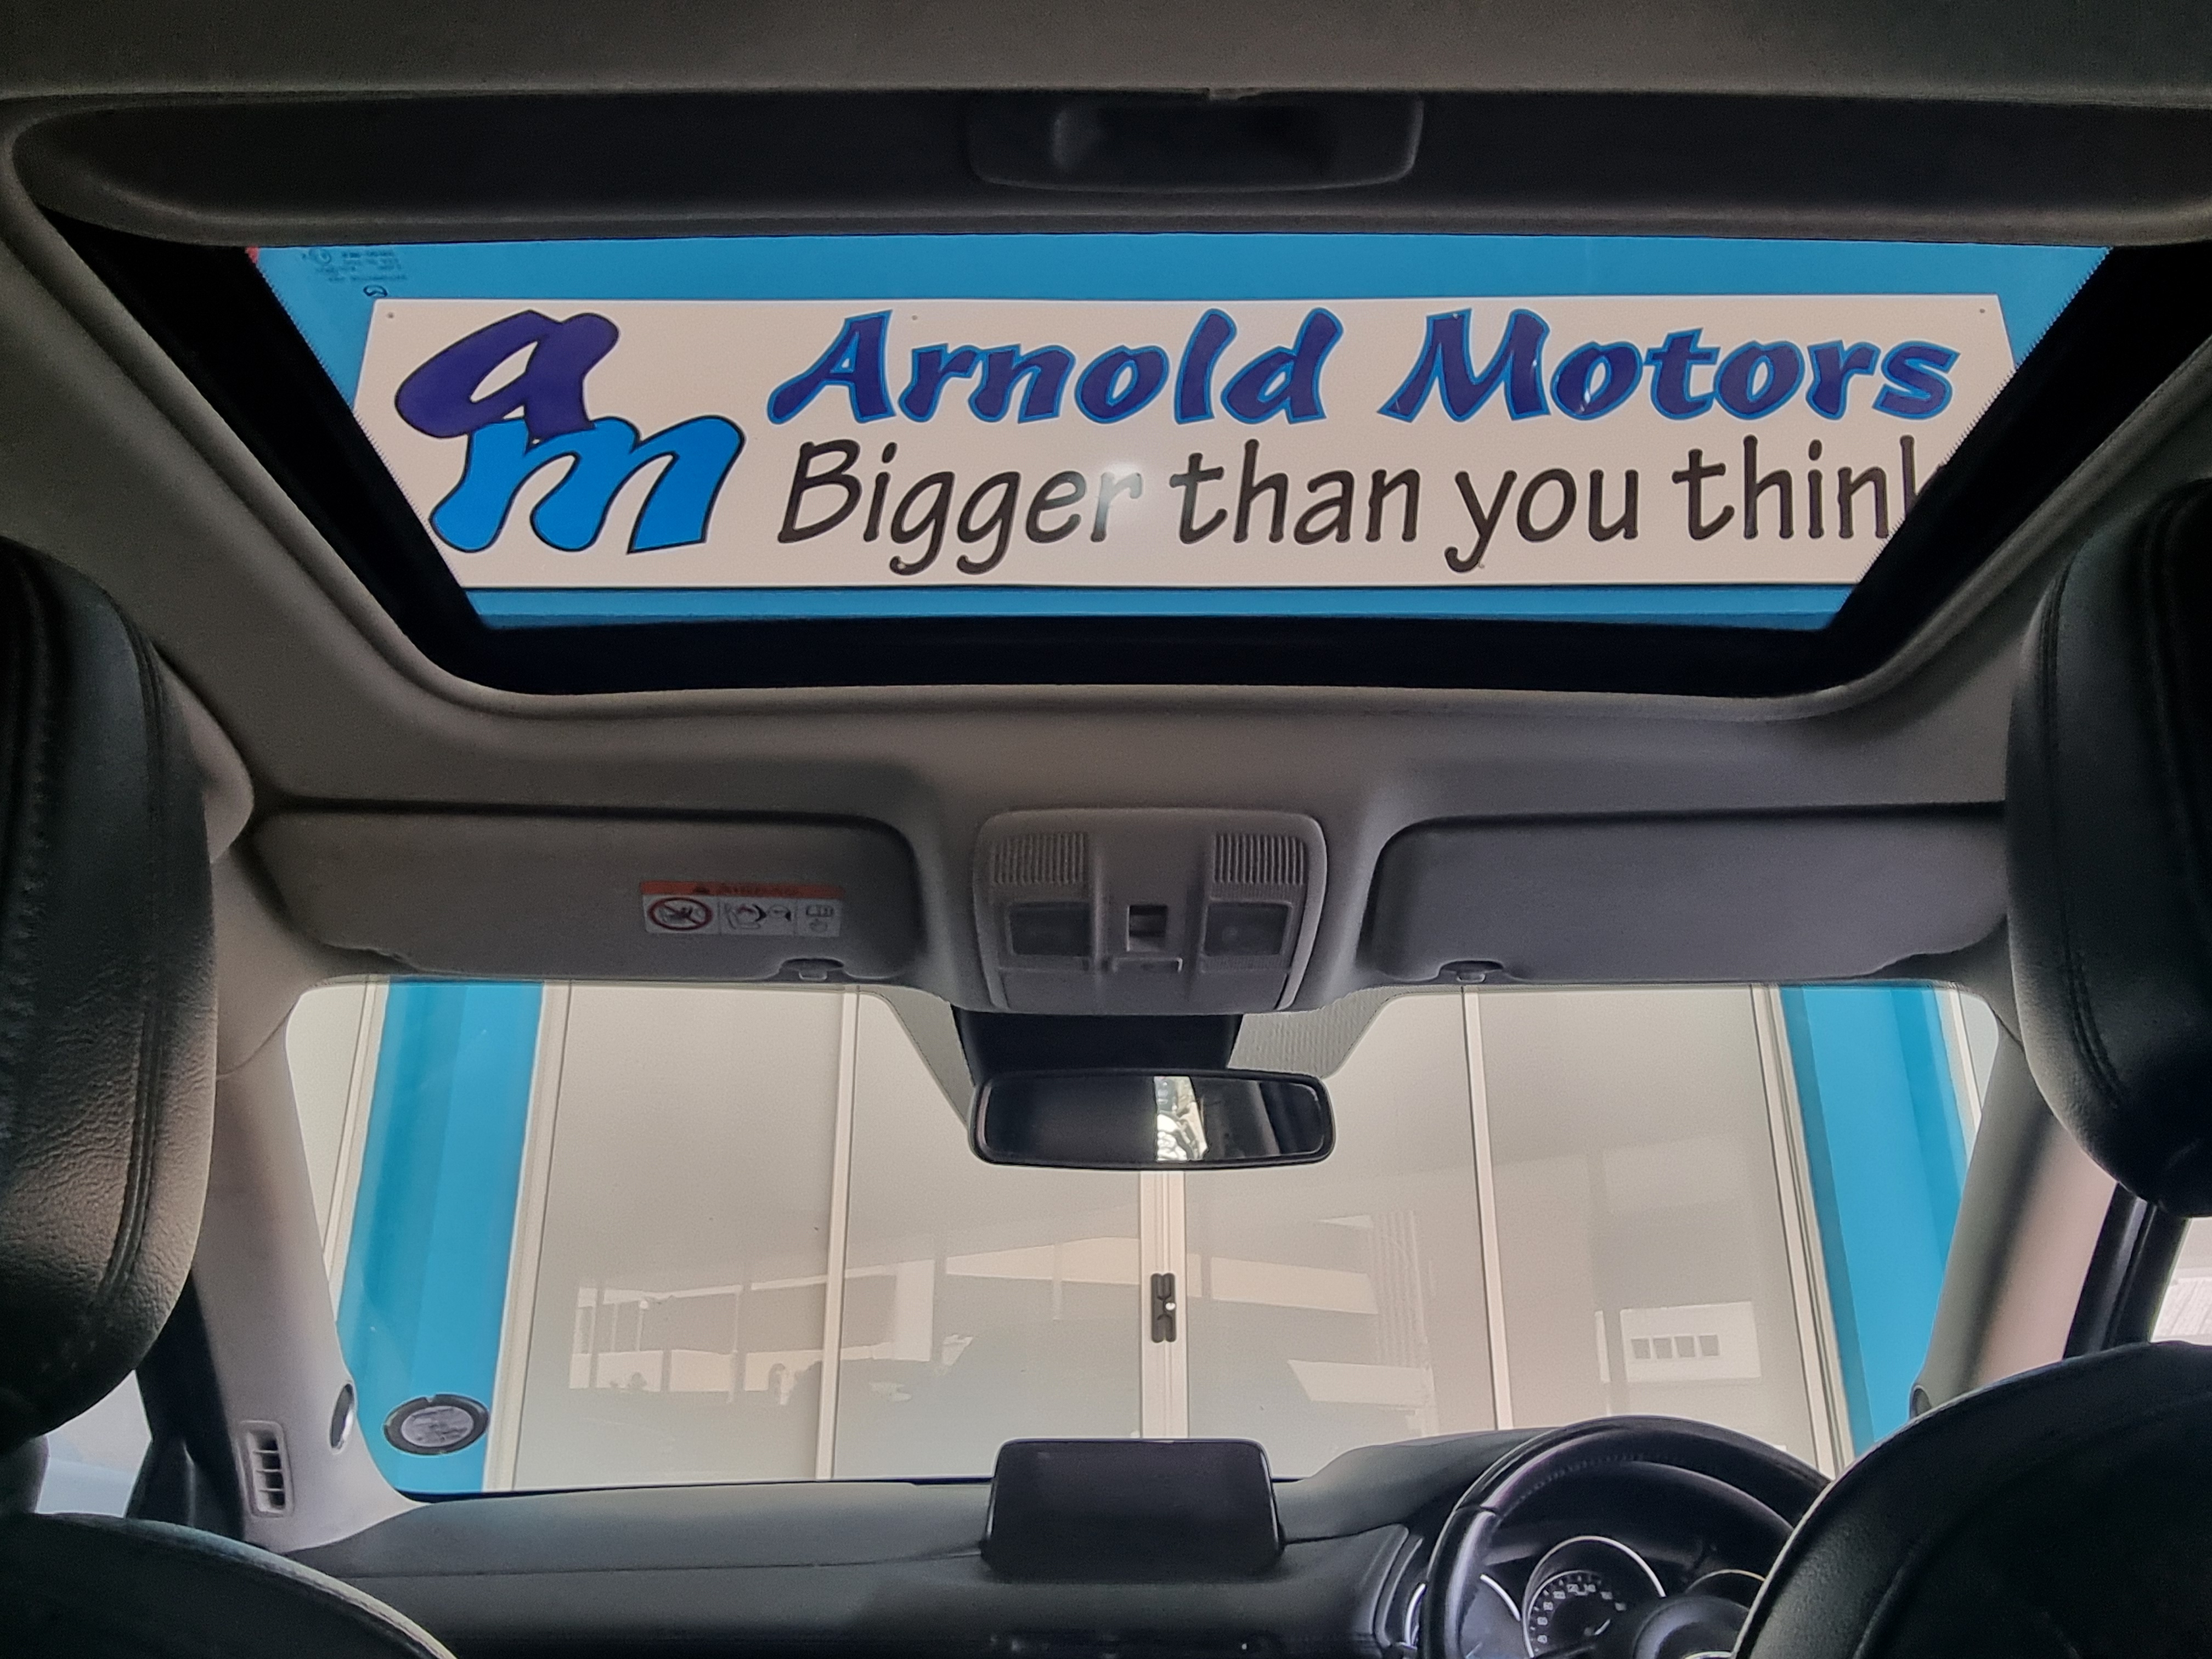 am
Arnold Motors
Bigger than you think